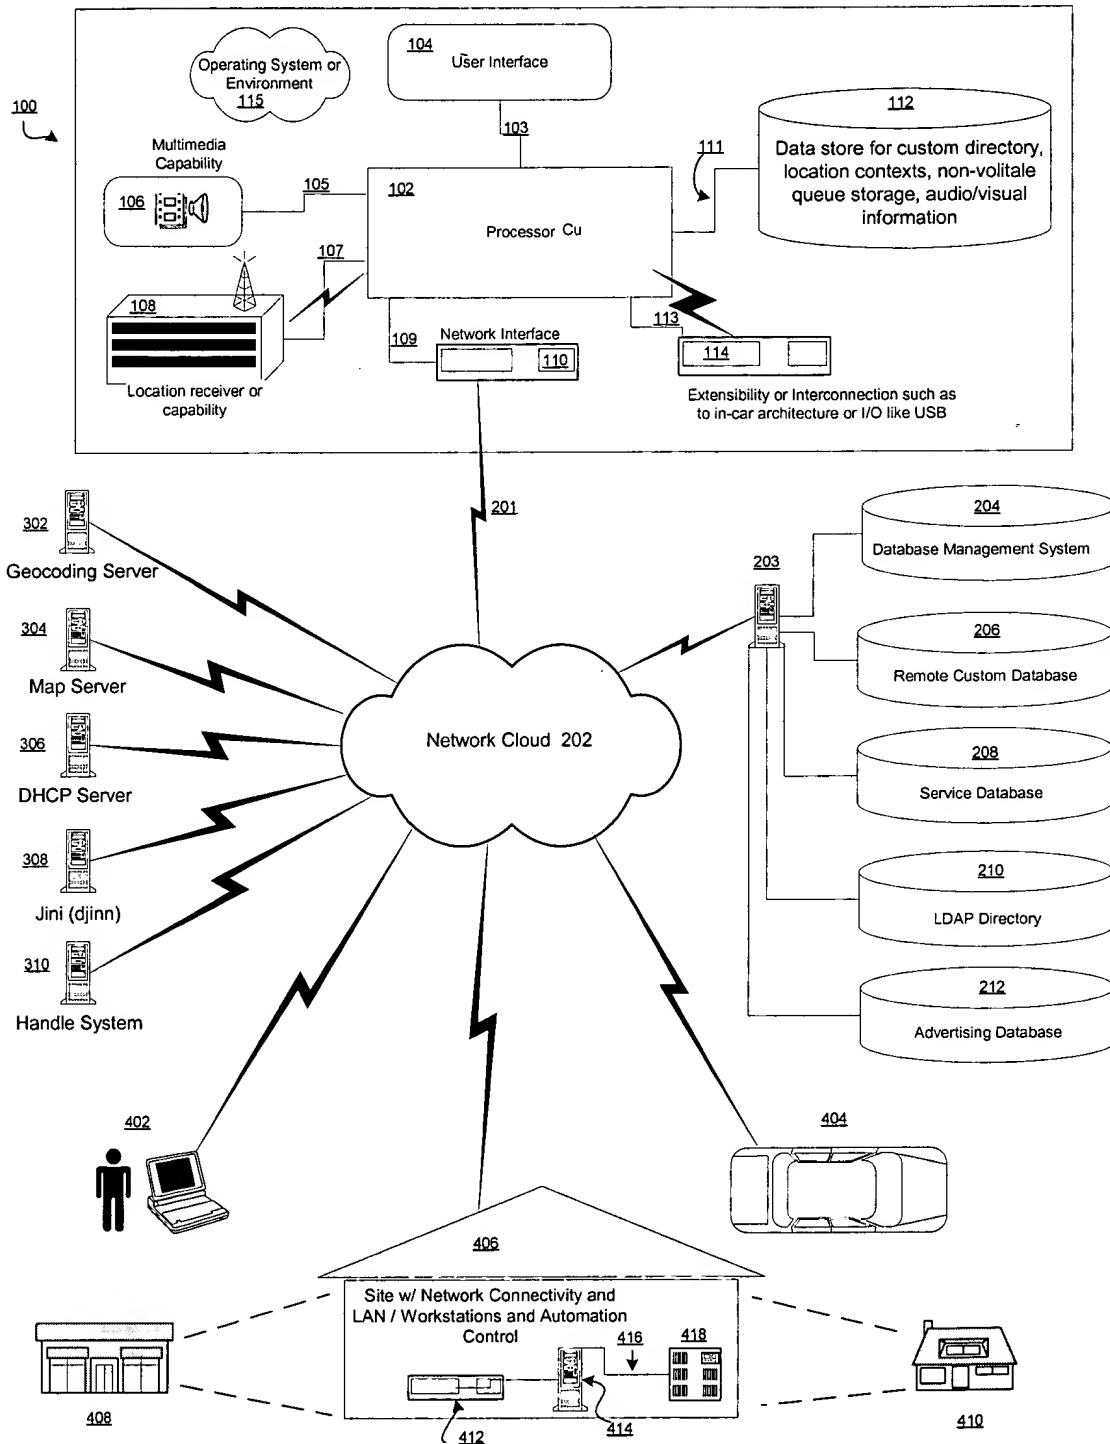 100
Operating System or
Environment
115
104
User Interface
103
Multimedia
Capability
106
105
102
Processor Cu
111
112
Data store for custom directory,
location contexts, non-volitale
queue storage, audio/visual
information
107
108
Location receiver or
capability
109
Network Interface
110
113
114
Extensibility or Interconnection such as
to in-car architecture or I/O like USB
201
302
Geocoding Server
304
Map Server
306
DHCP Server
308
Jini (djinn)
310
Handle System
Network Cloud 202
203
204
Database Management System
206
Remote Custom Database
208
Service Database
210
LDAP Directory
212
Advertising Database
402
404
406
Site w/ Network Connectivity and
LAN / Workstations and Automation
Control
416
418
408
412
414
410